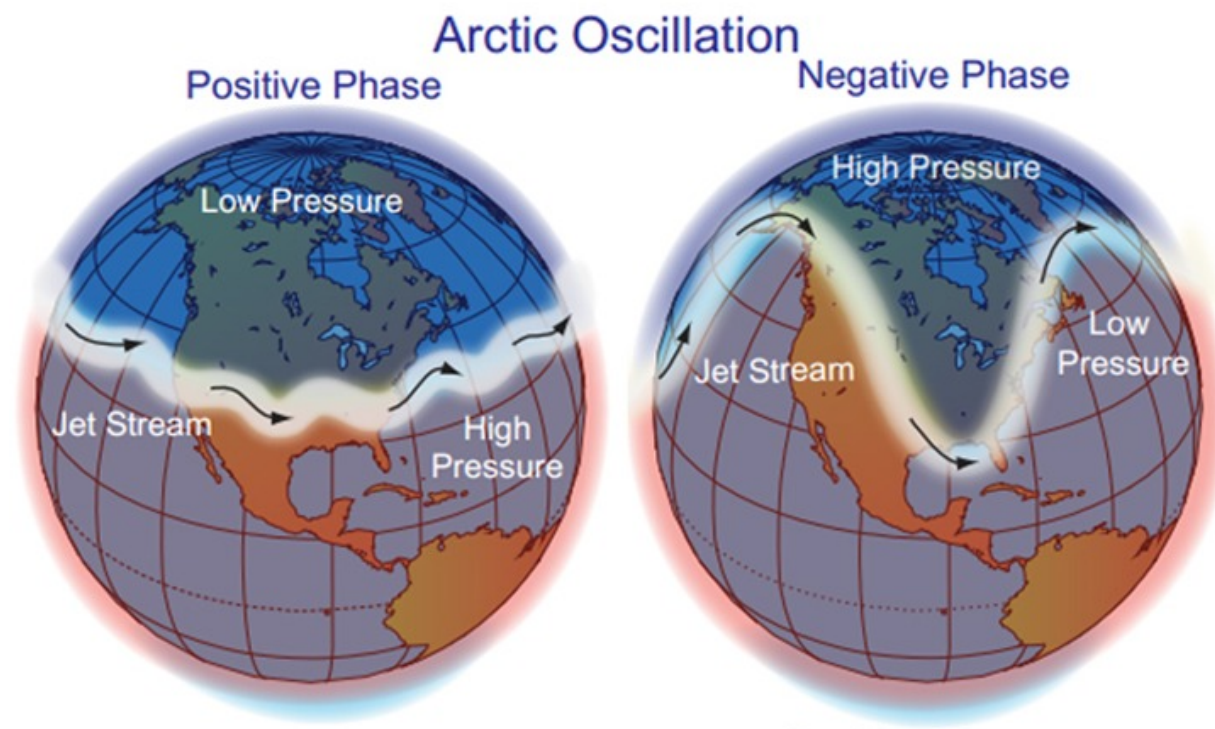 Arctic Oscillation
Positive Phase
Low Pressure
Jet Stream
High
Pressure
Negative Phase
High Pressure
Jet Stream
Low
Pressure